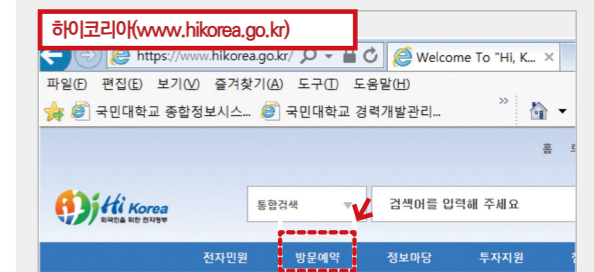 하이코리아(www.hikorea.go.kr)
https://www.hikorea.go.kr/
Welcome To "Hi, K...
파일(F) 편집(E) 보기(V) 즐겨찾기(A) 도구(T) 도움말(H)
국민대학교 종합정보시스... 국민대학교 경력개발관리... »
홈
Hi Korea
외국인을 위한 전자정부
통합검색 검색어를 입력해 주세요
전자민원 방문예약 정보마당 투자지원